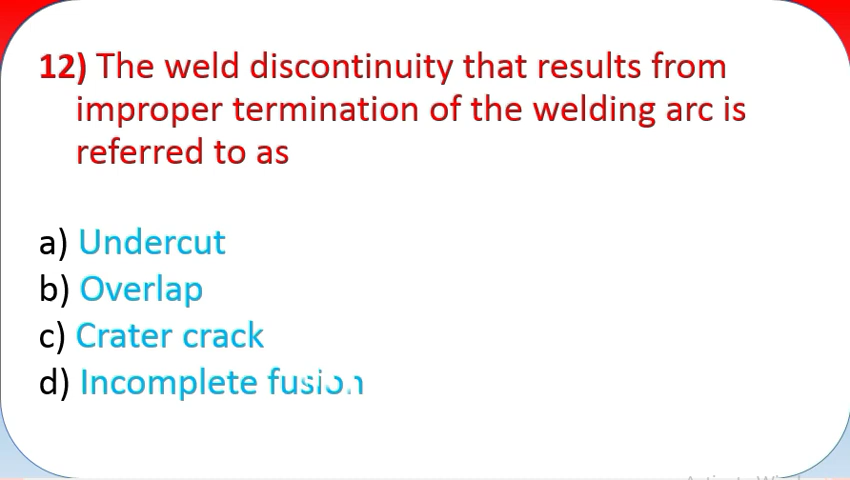 12) The weld discontinuity that results from
improper termination of the welding arc is
referred to as
a) Undercut
b) Overlap
c) Crater crack
d) Incomplete fusion